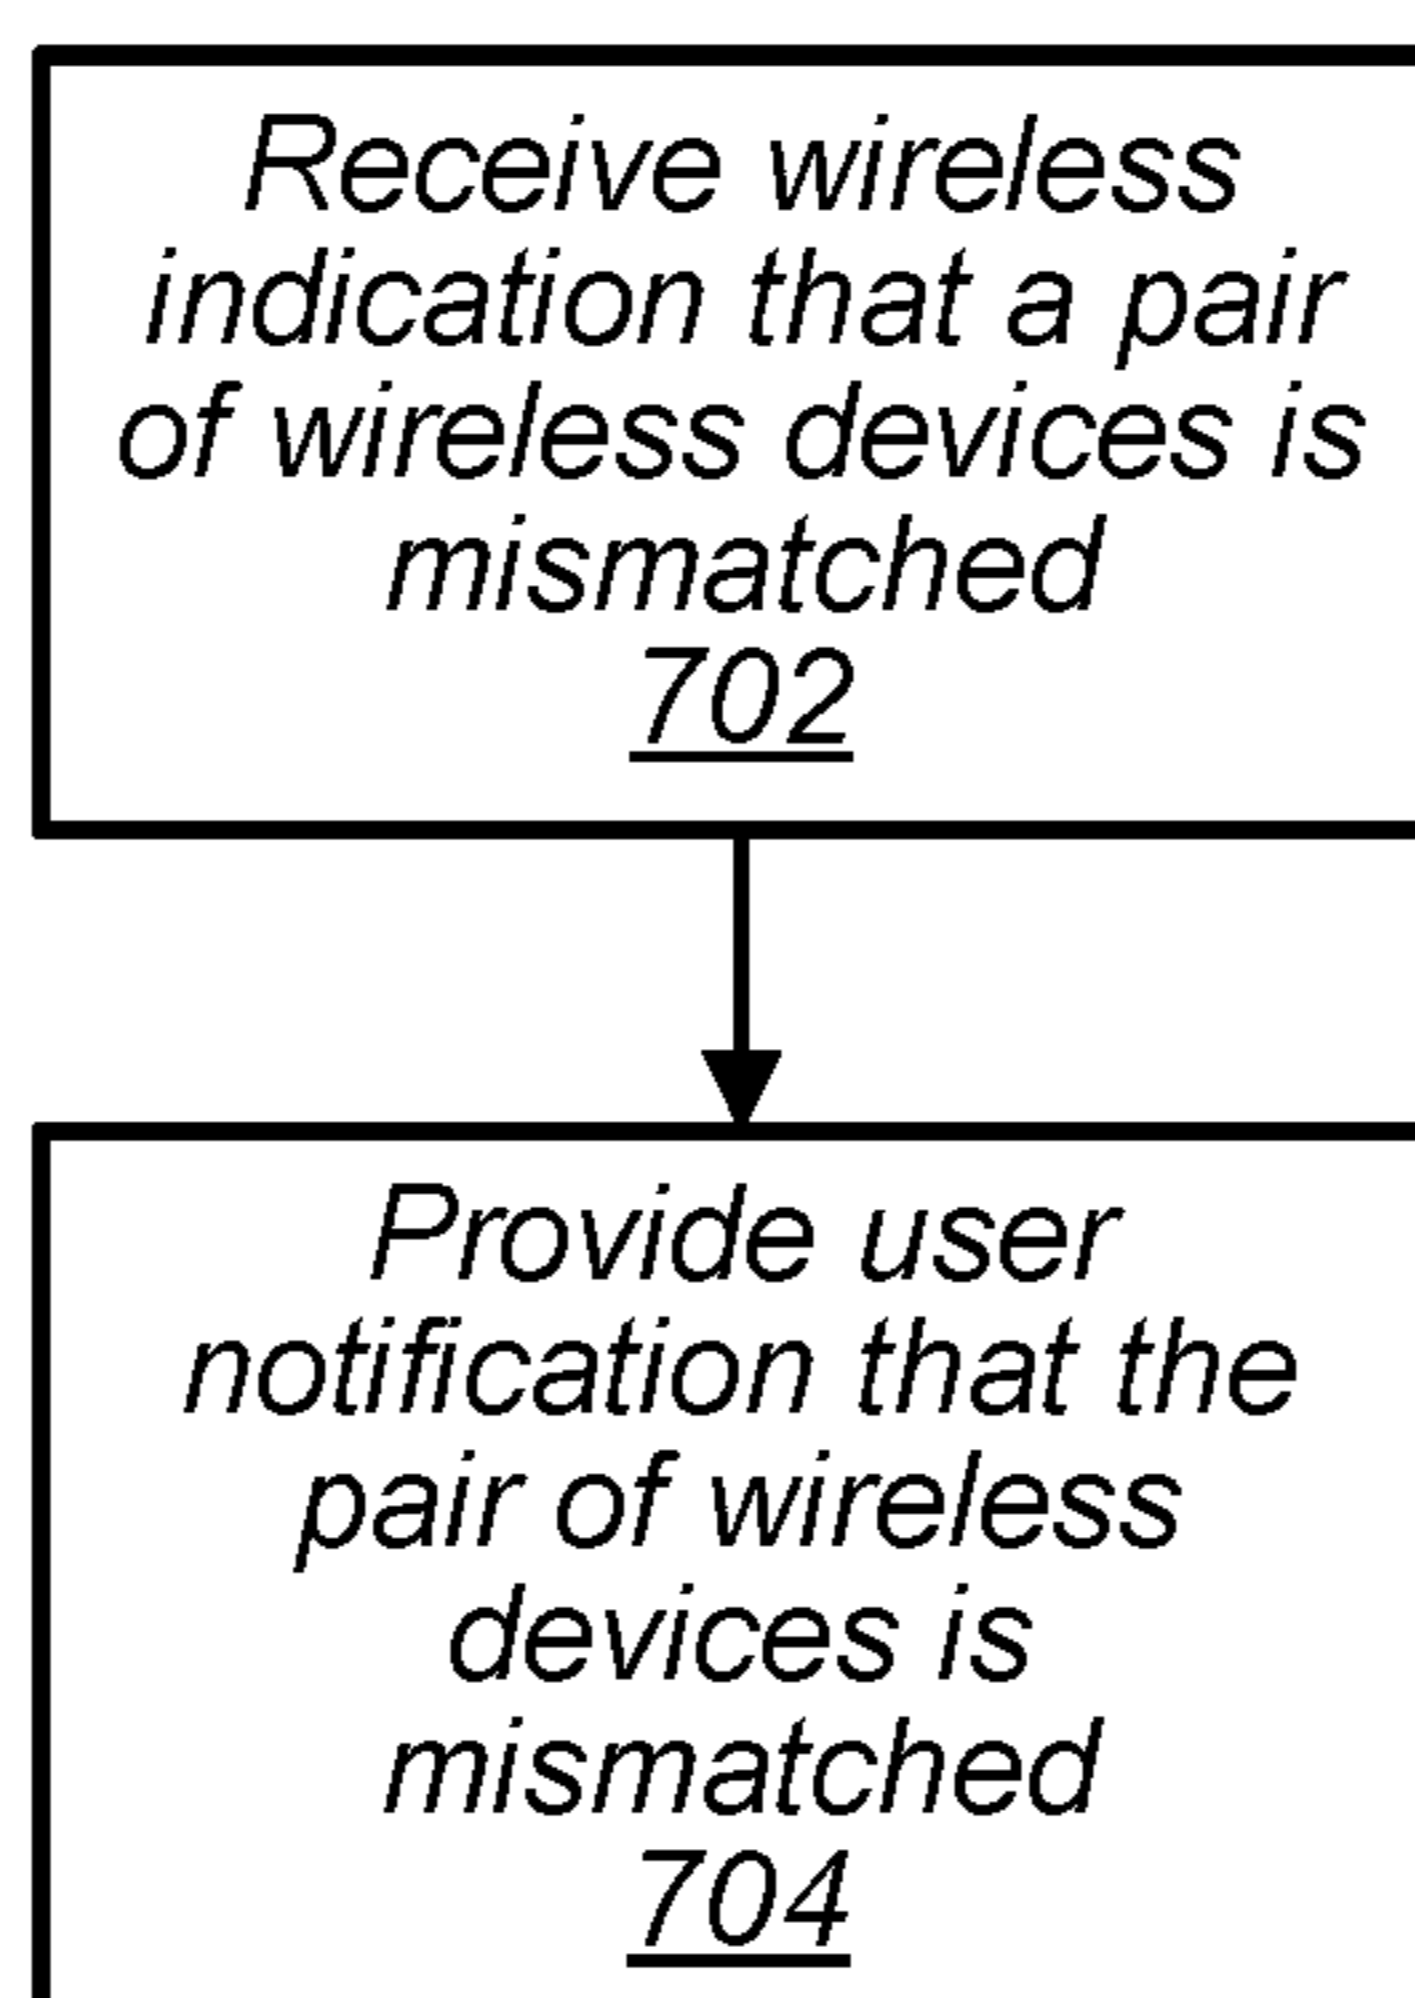 Receive wireless
indication that a pair
of wireless devices is
mismatched
702
Provide user
notification that the
pair of wireless
devices is
mismatched
704